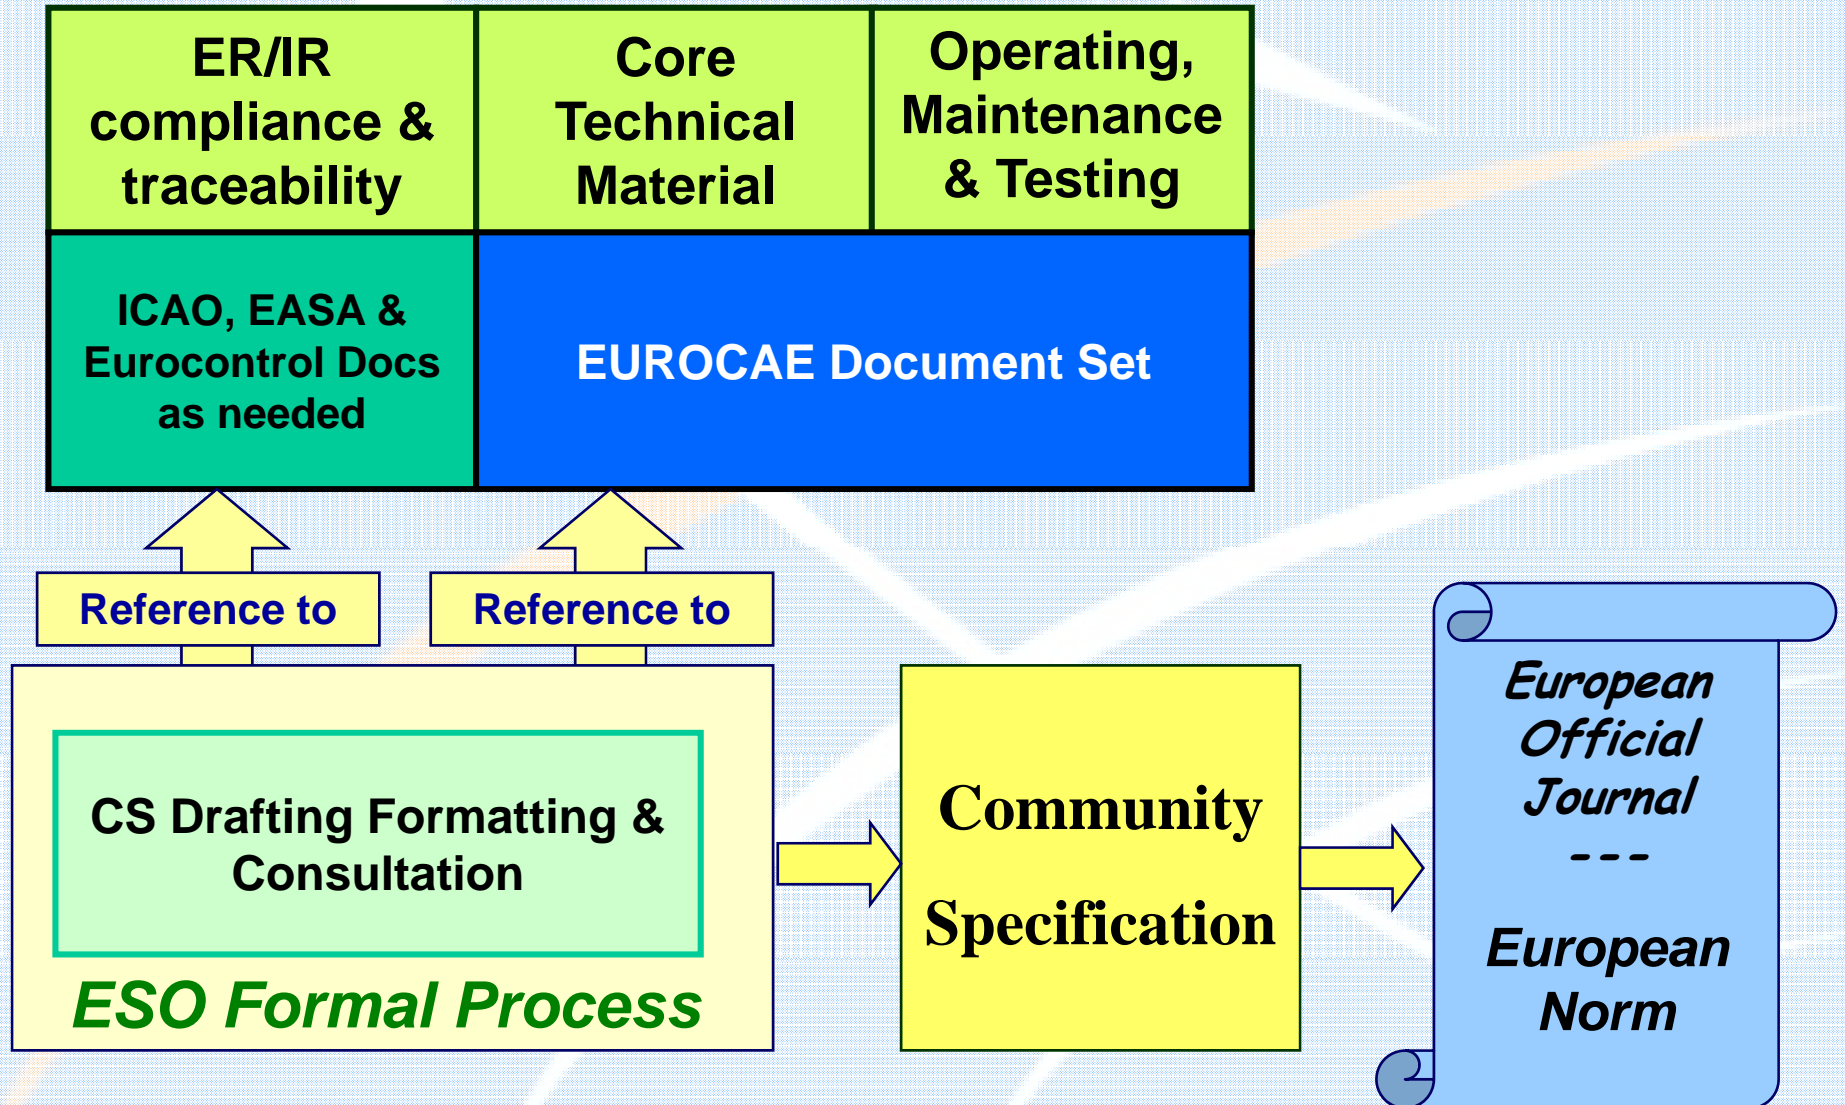 ER/IR
compliance &
traceability
Core
Technical
Material
Operating,
Maintenance
& Testing
ICAO, EASA &
Eurocontrol Docs
as needed
EUROCAE Document Set
Reference to
Reference to
CS Drafting Formatting &
Consultation
ESO Formal Process
Community
Specification
European
Official
Journal
---
European
Norm